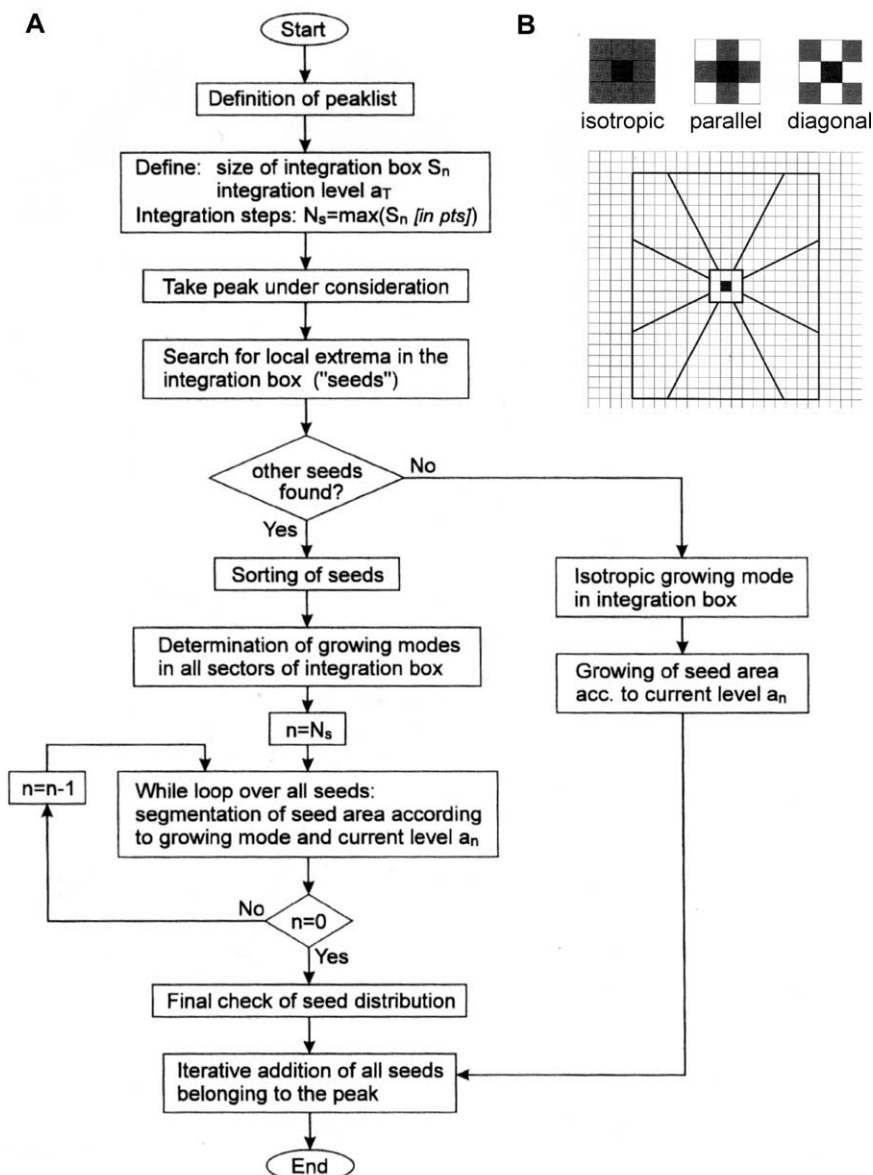 A
Start
Definition of peaklist
Define: size of integration box Sn
integration level aT
Integration steps: Ns=max(Sn [in pts])
Take peak under consideration
Search for local extrema in the
integration box ("seeds")
other seeds
found?
No
Yes
Sorting of seeds
Determination of growing modes
in all sectors of integration box
n=Ns
n=n-1
While loop over all seeds:
segmentation of seed area according
to growing mode and current level an
No
n=0
Yes
Final check of seed distribution
Iterative addition of all seeds
belonging to the peak
End
Isotropic growing mode
in integration box
Growing of seed area
acc. to current level an
B
isotropic
parallel
diagonal